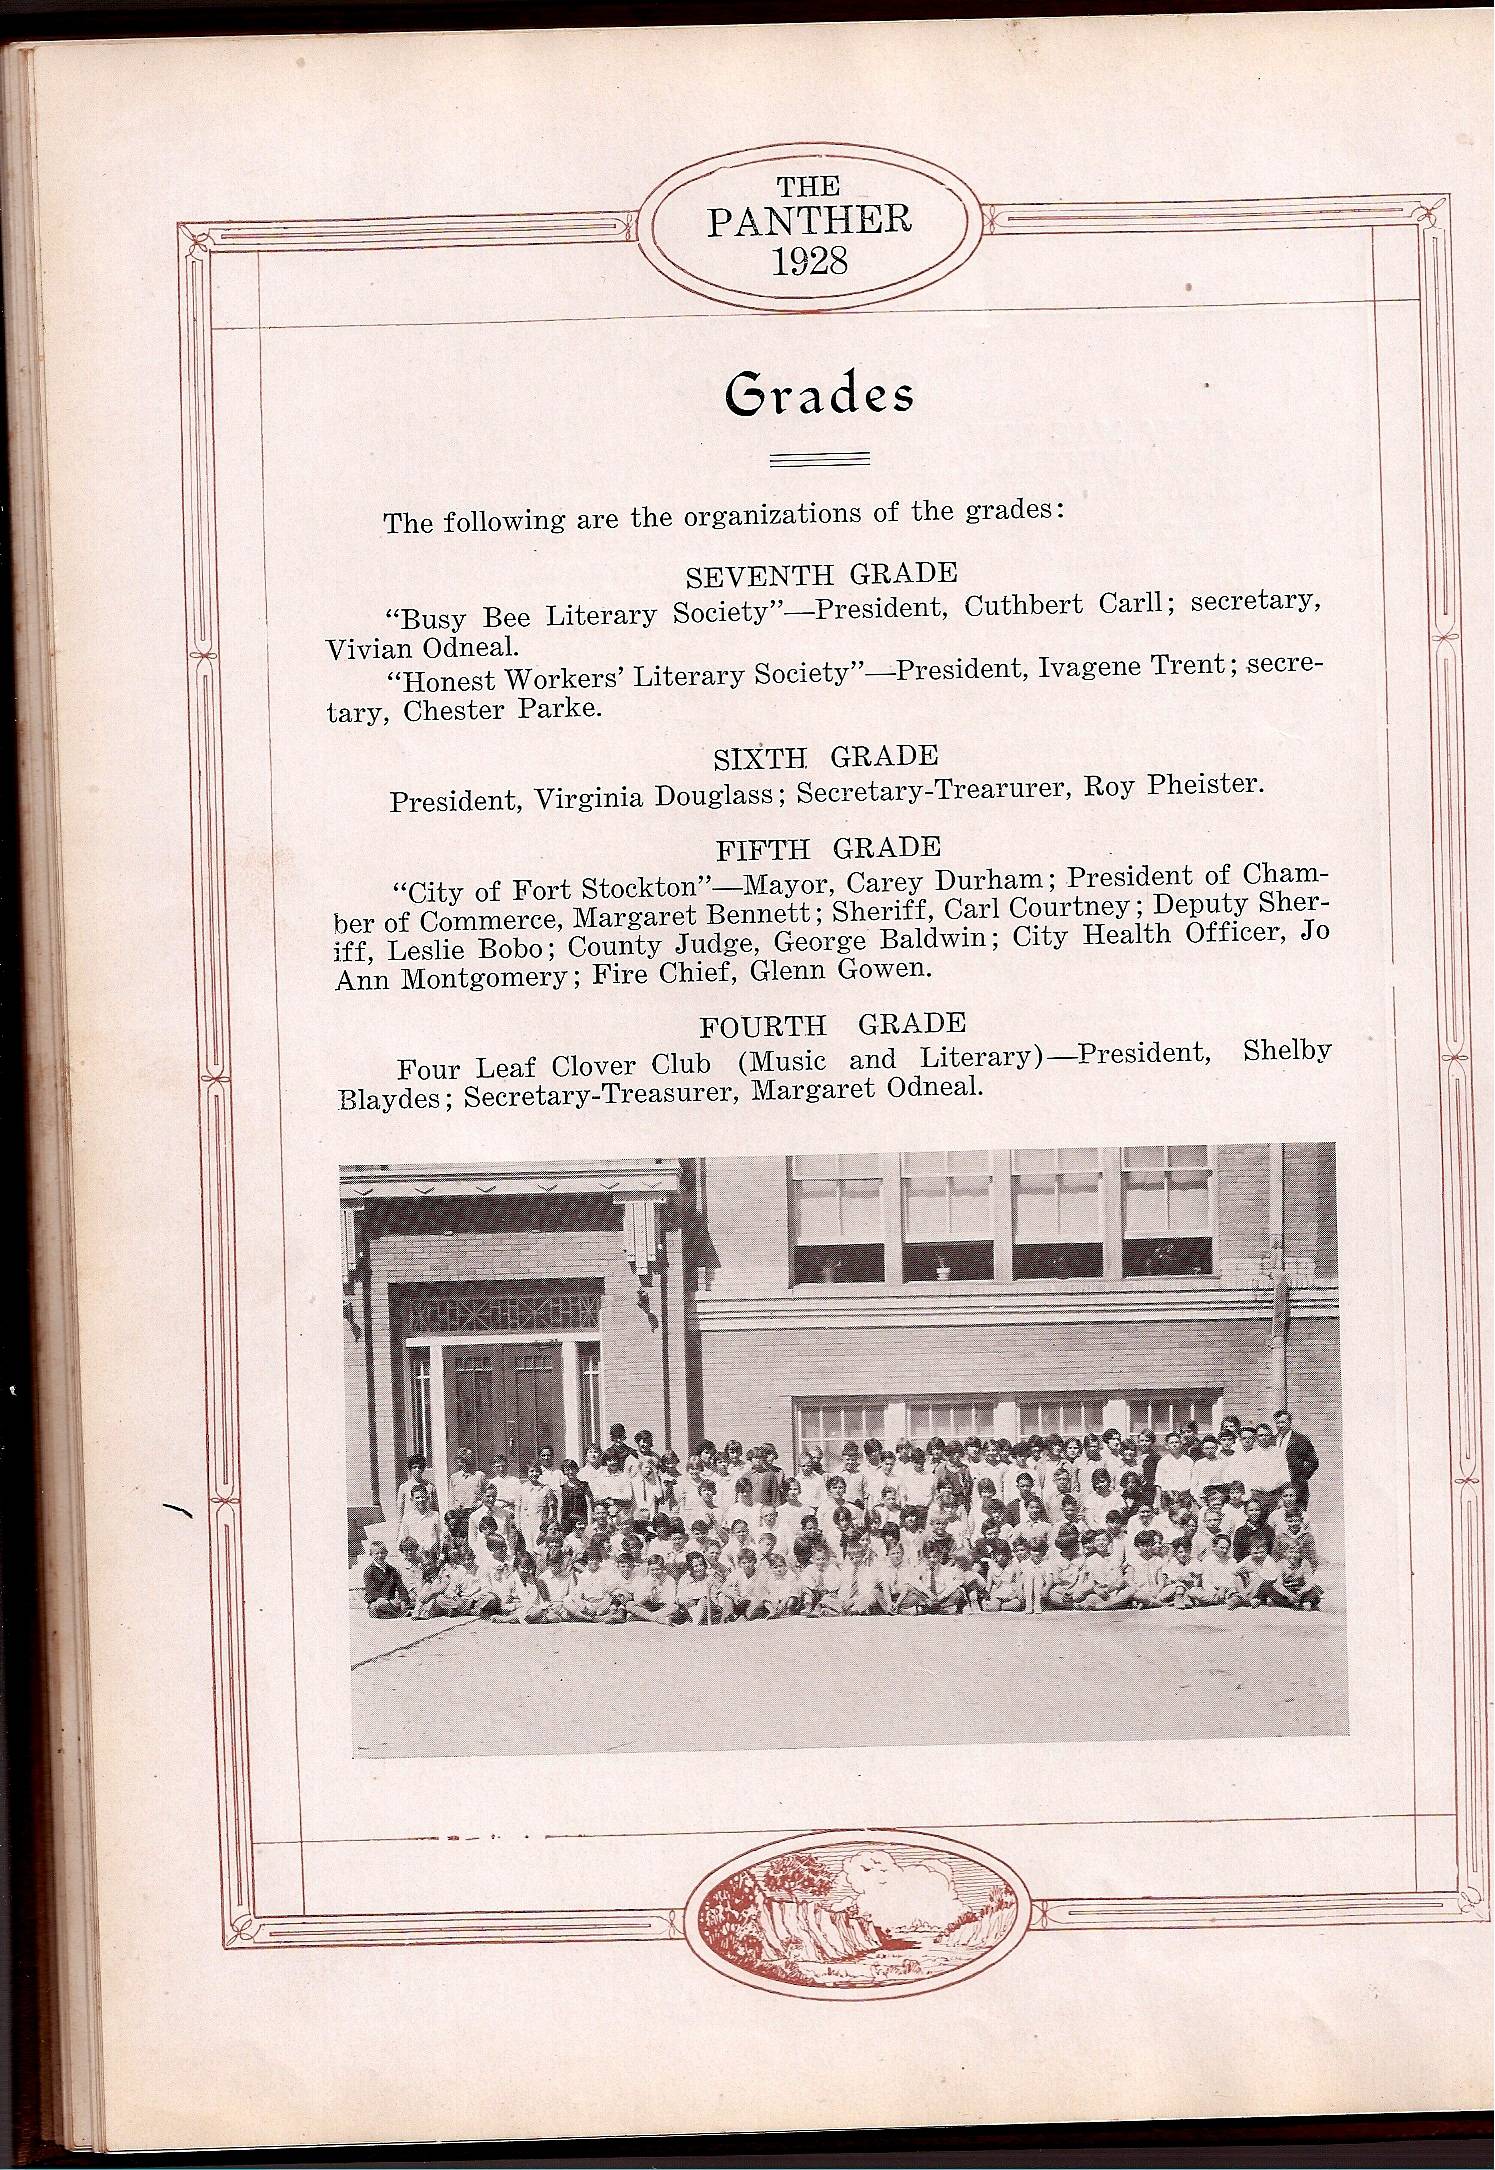 THE
PANTHER
1928
Grades
The following are the organizations of the grades:
SEVENTH GRADE
“Busy Bee Literary Society”—President, Cuthbert Carll; secretary,
Vivian Odneal.
“Honest Workers’ Literary Society”—President, Ivagene Trent; secre-
tary, Chester Parke.
SIXTH GRADE
President, Virginia Douglass; Secretary-Trearurer, Roy Pheister.
FIFTH GRADE
“City of Fort Stockton”—Mayor, Carey Durham; President of Cham-
ber of Commerce, Margaret Bennett; Sheriff, Carl Courtney; Deputy Sher-
iff, Leslie Bobo; County Judge, George Baldwin; City Health Officer, Jo
Ann Montgomery; Fire Chief, Glenn Gowen.
FOURTH GRADE
Four Leaf Clover Club (Music and Literary)—President, Shelby
Blaydes; Secretary-Treasurer, Margaret Odneal.